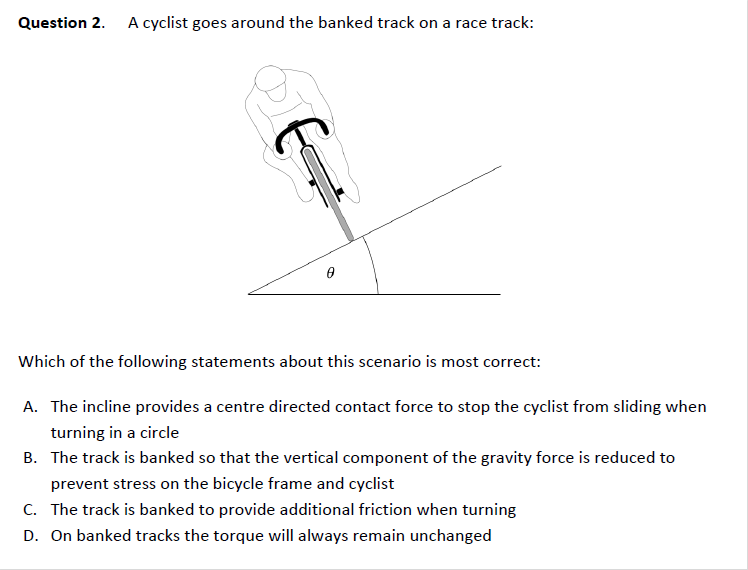 Question 2. A cyclist goes around the banked track on a race track:
θ
Which of the following statements about this scenario is most correct:
A. The incline provides a centre directed contact force to stop the cyclist from sliding when
turning in a circle
B. The track is banked so that the vertical component of the gravity force is reduced to
prevent stress on the bicycle frame and cyclist
C. The track is banked to provide additional friction when turning
D. On banked tracks the torque will always remain unchanged